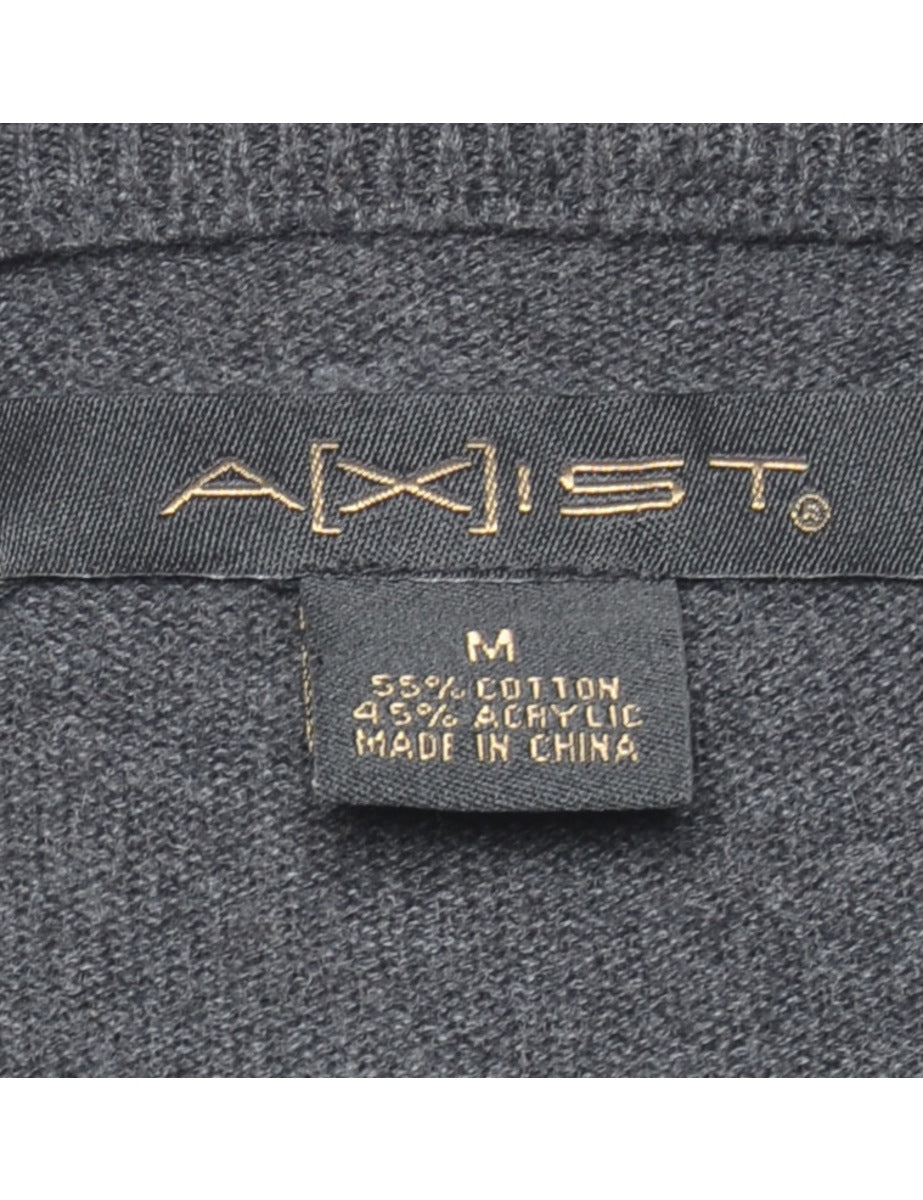 A[X]IST®
M
55% COTTON
45% ACRYLIC
MADE IN CHINA